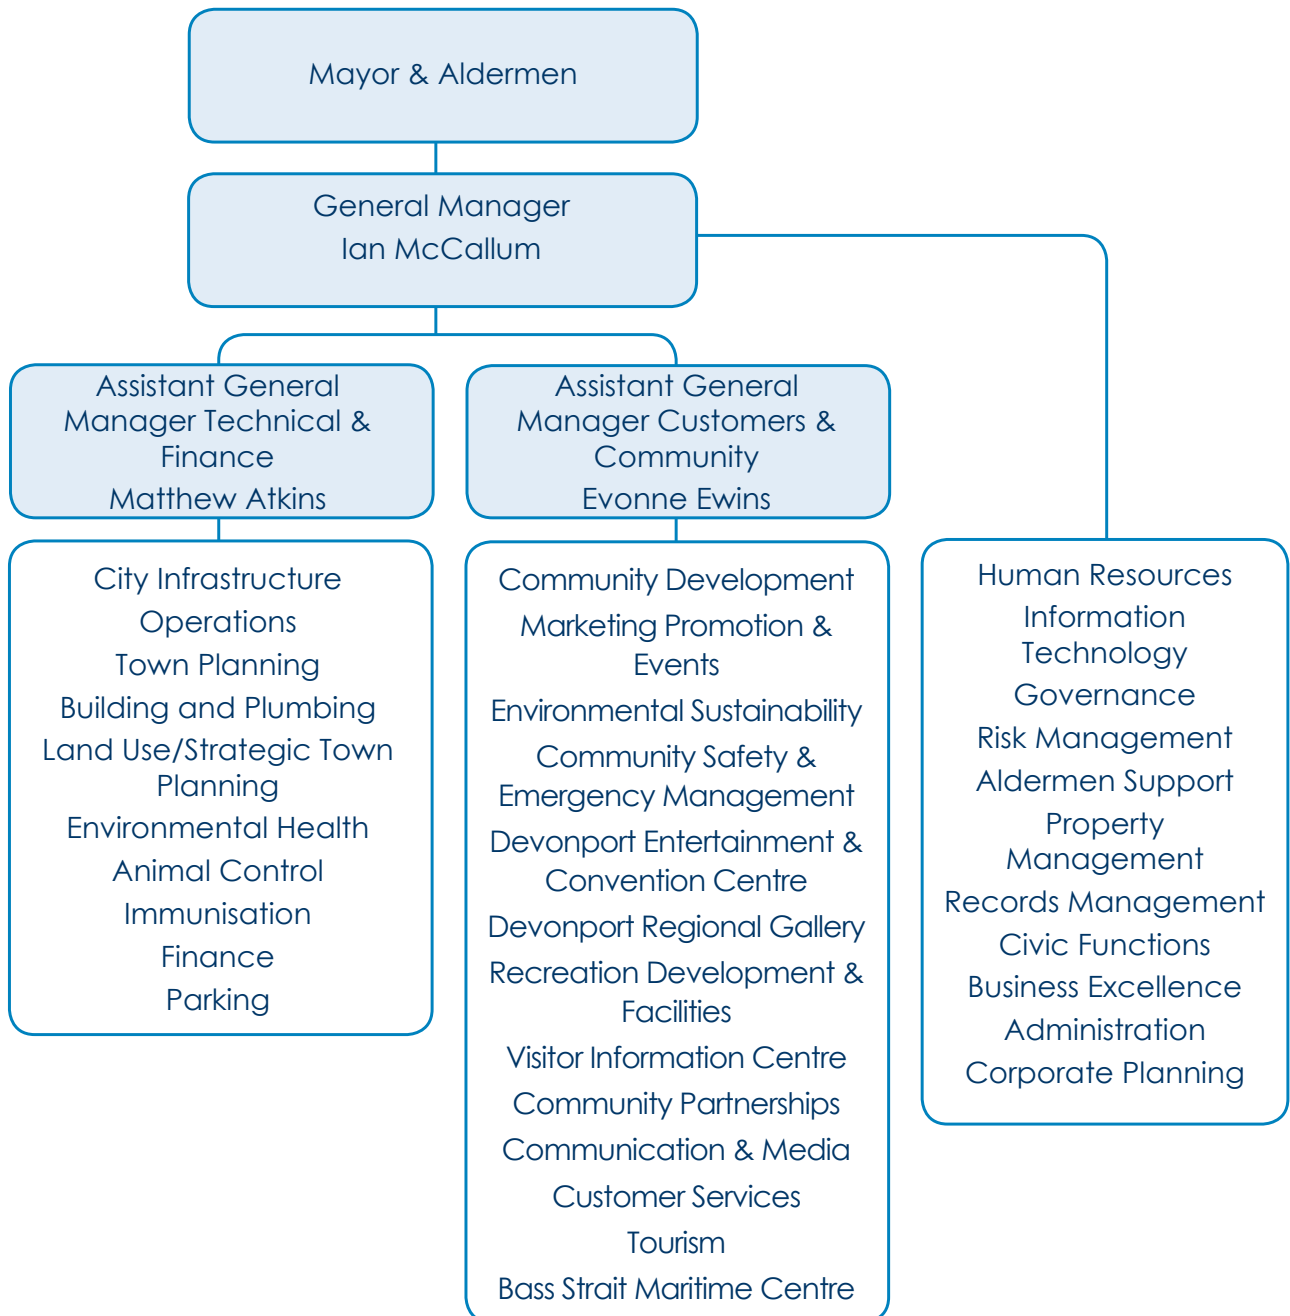 Mayor & Aldermen
General Manager
Ian McCallum
Assistant General
Manager Technical &
Finance
Matthew Atkins
Assistant General
Manager Customers &
Community
Evonne Ewins
City Infrastructure
Operations
Town Planning
Building and Plumbing
Land Use/Strategic Town
Planning
Environmental Health
Animal Control
Immunisation
Finance
Parking
Community Development
Marketing Promotion &
Events
Environmental Sustainability
Community Safety &
Emergency Management
Devonport Entertainment &
Convention Centre
Devonport Regional Gallery
Recreation Development &
Facilities
Visitor Information Centre
Community Partnerships
Communication & Media
Customer Services
Tourism
Bass Strait Maritime Centre
Human Resources
Information
Technology
Governance
Risk Management
Aldermen Support
Property
Management
Records Management
Civic Functions
Business Excellence
Administration
Corporate Planning